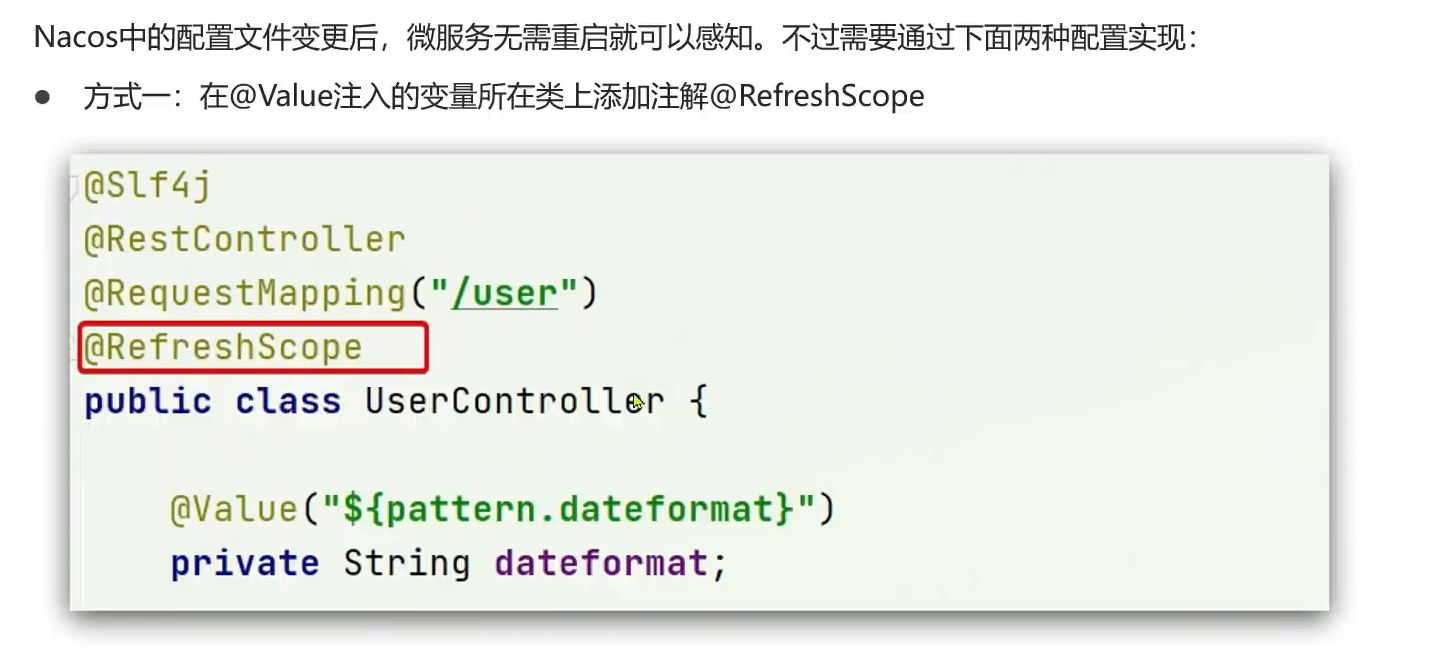 Nacos中的配置文件变更后，微服务无需重启就可以感知。不过需要通过下面两种配置实现：
● 方式一：在@Value注入的变量所在类上添加注解@RefreshScope
@Slf4j
@RestController
@RequestMapping("/user")
@RefreshScope
public class UserController {
@Value("${pattern.dateformat}")
private String dateformat;